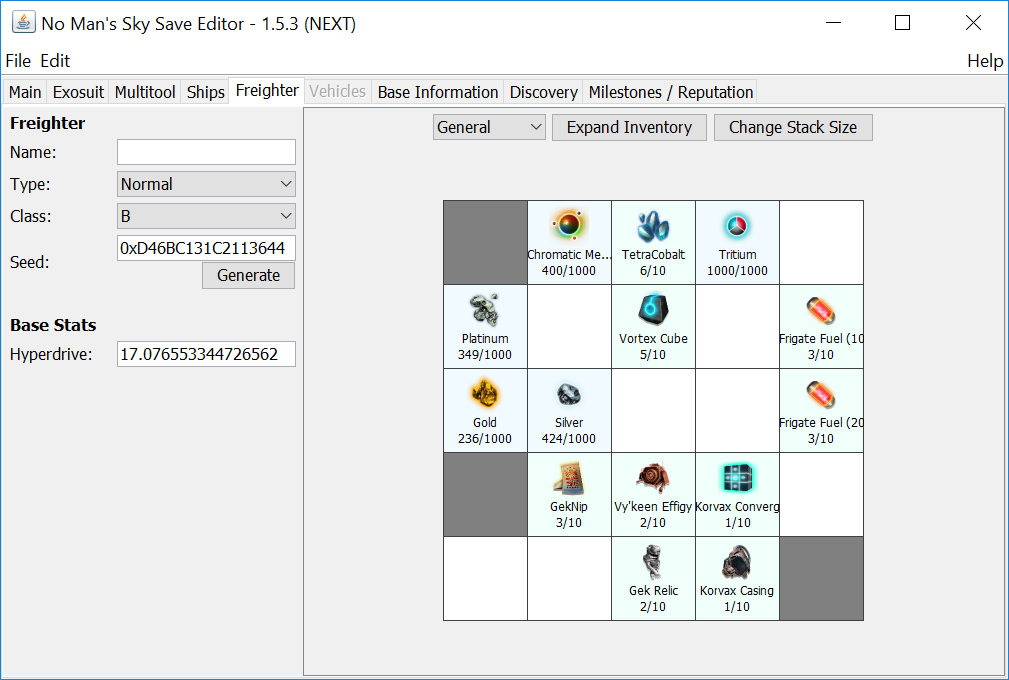 No Man's Sky Save Editor - 1.5.3 (NEXT)
File Edit Help
Main Exosuit Multitool Ships Freighter Vehicles Base Information Discovery Milestones / Reputation
Freighter
Name:
Type: Normal
Class: B
Seed: 0xD46BC131C2113644
Generate
Base Stats
Hyperdrive: 17.076553344726562
General Expand Inventory Change Stack Size
Chromatic Me... TetraCobalt Tritium
400/1000 6/10 1000/1000
Platinum Vortex Cube Frigate Fuel (10
349/1000 5/10 3/10
Gold Silver Frigate Fuel (20
236/1000 424/1000 3/10
GekNip Vy'keen Effigy Korvax Converg
3/10 2/10 1/10
Gek Relic Korvax Casing
2/10 1/10